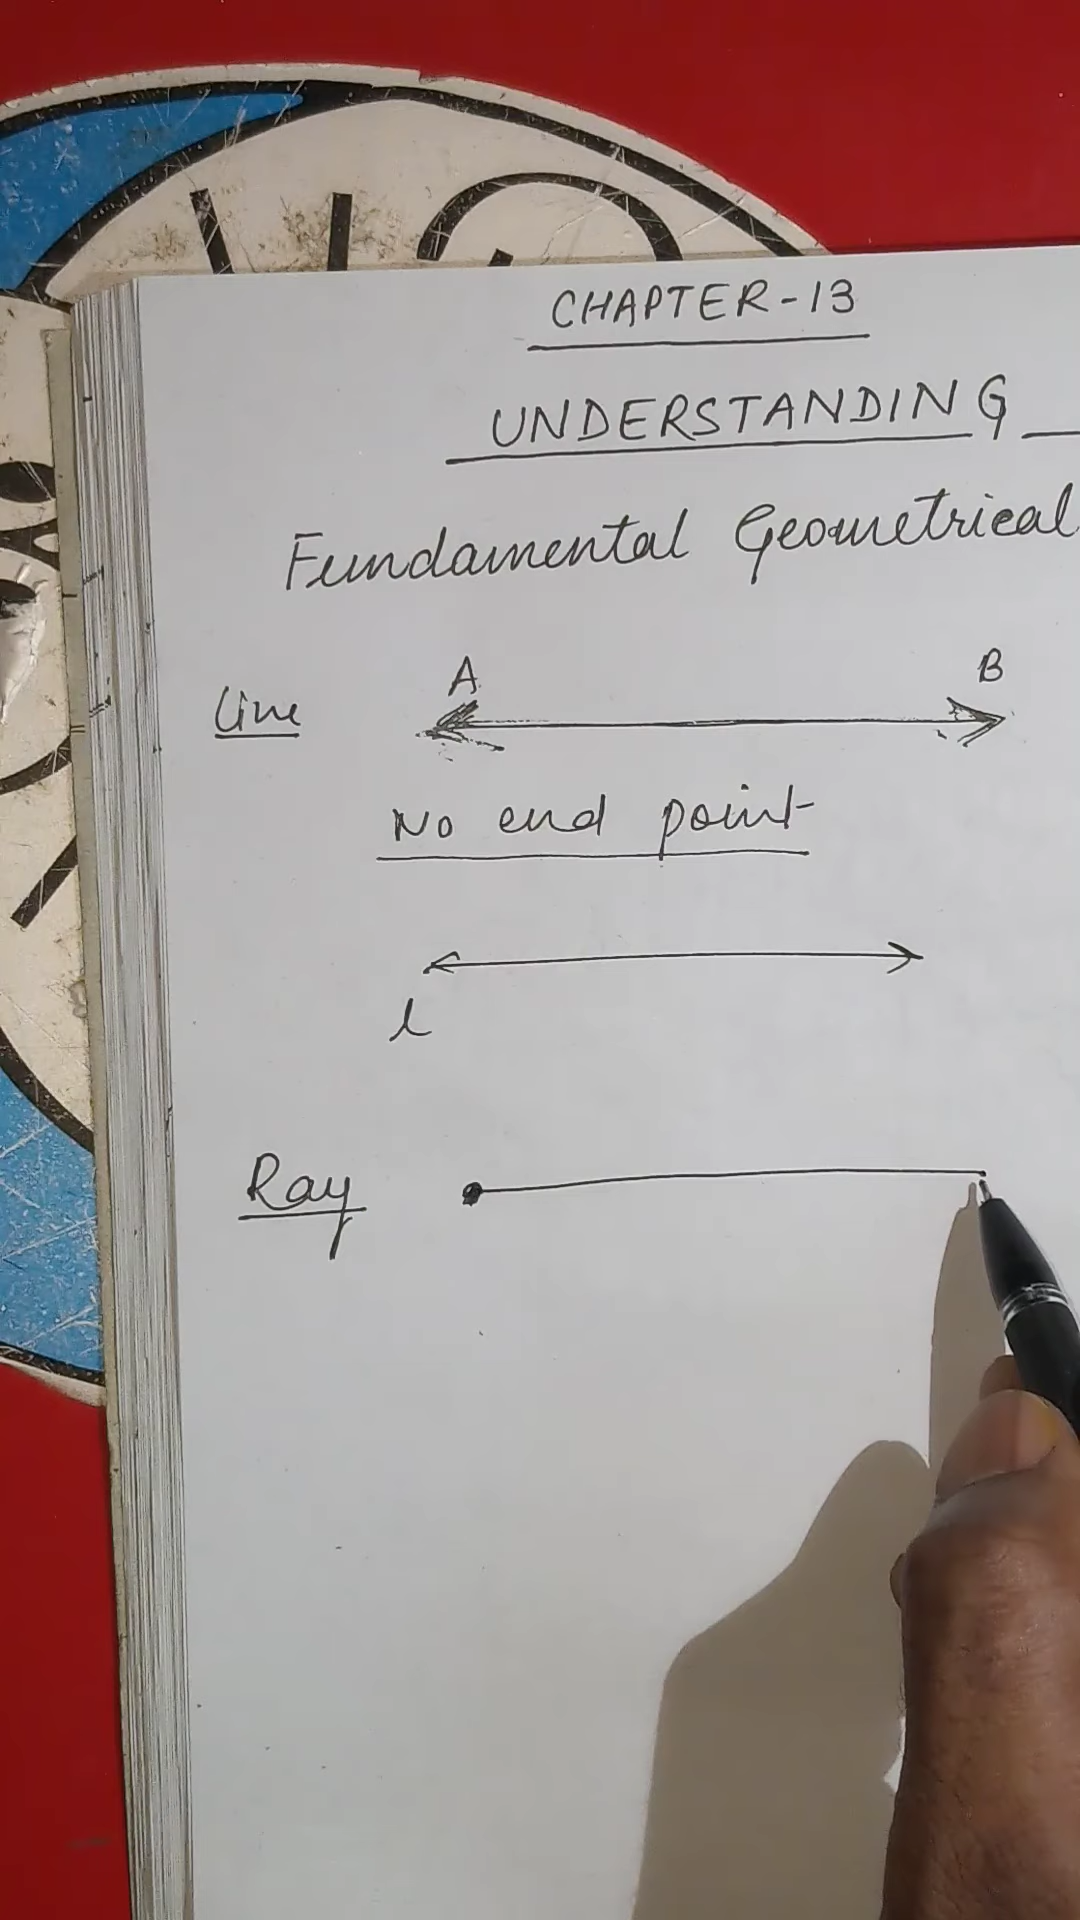 CHAPTER-13
UNDERSTANDING
Fundamental Geometrical
A B
Line
No end point
l
Ray